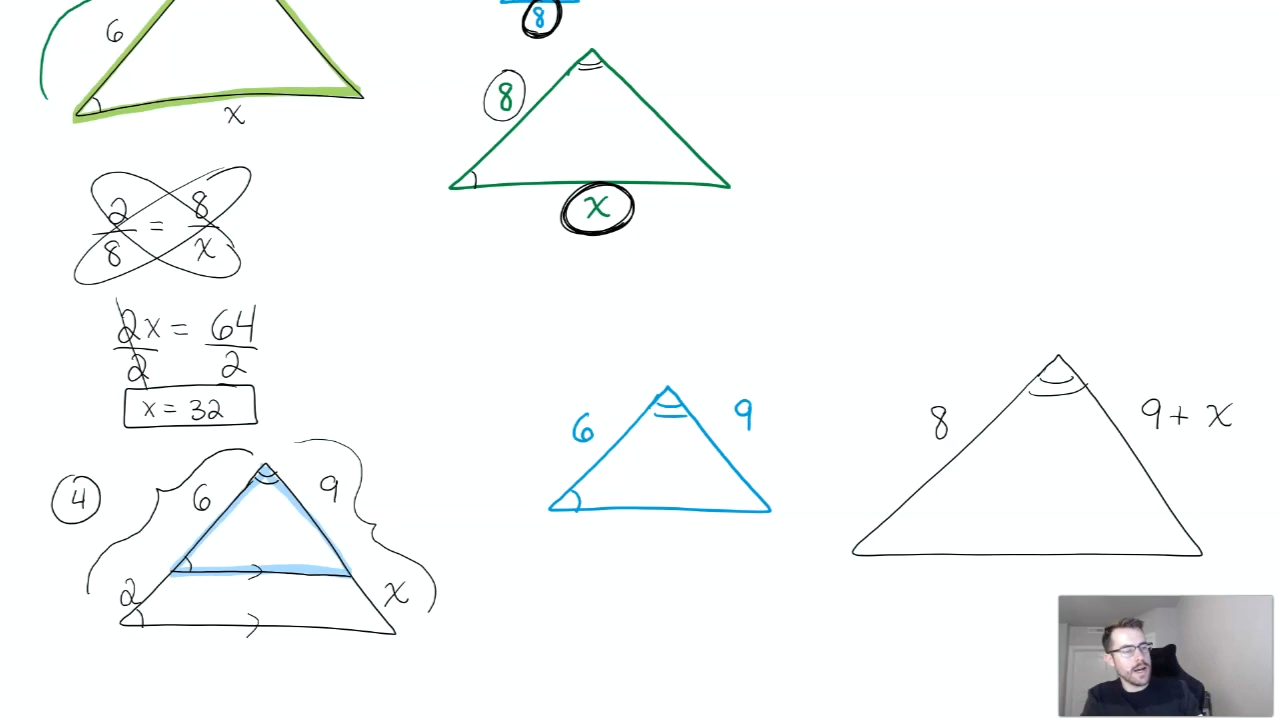 8
6
x
8
x
2/8 = 8/x
2x/2 = 64/2
x = 32
4
6
9
2
x
6
9
8
9 + x